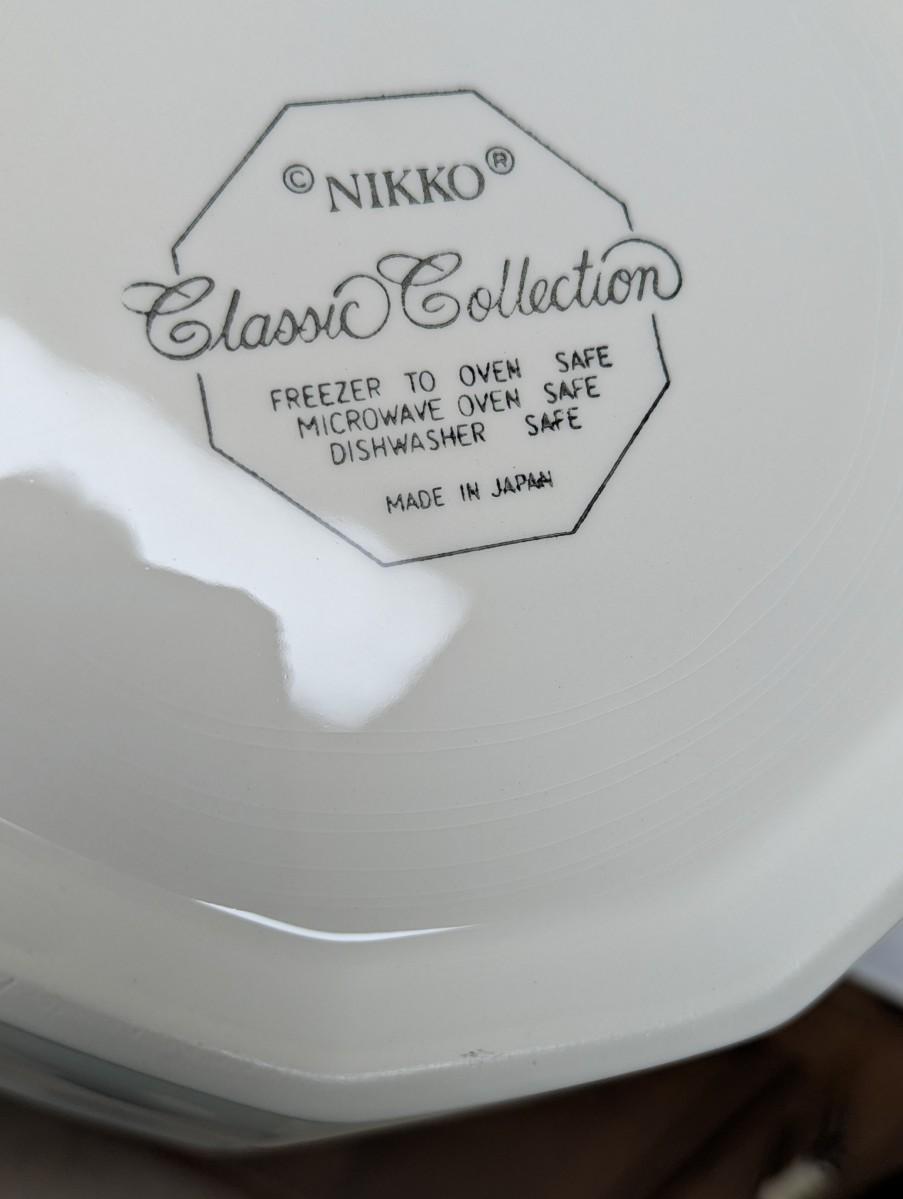 © NIKKO ®
Classic Collection
FREEZER TO OVEN SAFE
MICROWAVE OVEN SAFE
DISHWASHER SAFE
MADE IN JAPAN